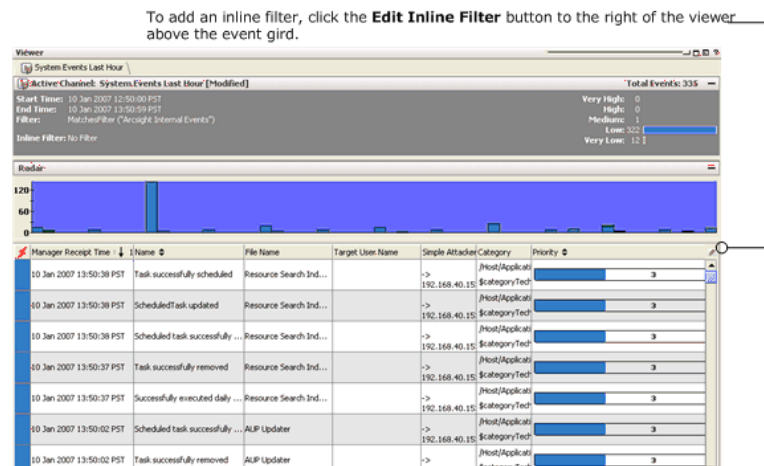 To add an inline filter, click the Edit Inline Filter button to the right of the viewer
above the event gird.
Viewer
System Events Last Hour
Active Channel: System Events Last Hour [Modified] Total Events: 335
Start Time: 10 Jan 2007 12:50:00 PST Very High: 0
End Time: 10 Jan 2007 13:50:59 PST High: 0
Filter: MatchesFilter ("Arcsight Internal Events") Medium: 1
Low: 322
Inline Filter: No Filter Very Low: 12
Radar
120
60
0
Manager Receipt Time 1 Name File Name Target User Name Simple Attacker Category Priority
/Host/Applicati
10 Jan 2007 13:50:38 PST Task successfully scheduled Resource Search Ind... -> 3
192.168.40.15 $categoryTech
/Host/Applicati
10 Jan 2007 13:50:38 PST ScheduledTask updated Resource Search Ind... -> 3
192.168.40.15 $categoryTech
/Host/Applicati
10 Jan 2007 13:50:38 PST Scheduled task successfully ... Resource Search Ind... -> 3
192.168.40.15 $categoryTech
/Host/Applicati
10 Jan 2007 13:50:37 PST Task successfully removed Resource Search Ind... -> 3
192.168.40.15 $categoryTech
/Host/Applicati
10 Jan 2007 13:50:37 PST Successfully executed daily ... Resource Search Ind... -> 3
192.168.40.15 $categoryTech
/Host/Applicati
10 Jan 2007 13:50:02 PST Scheduled task successfully ... AUP Updater -> 3
192.168.40.15 $categoryTech
/Host/Applicati
10 Jan 2007 13:50:02 PST Task successfully removed AUP Updater -> 3